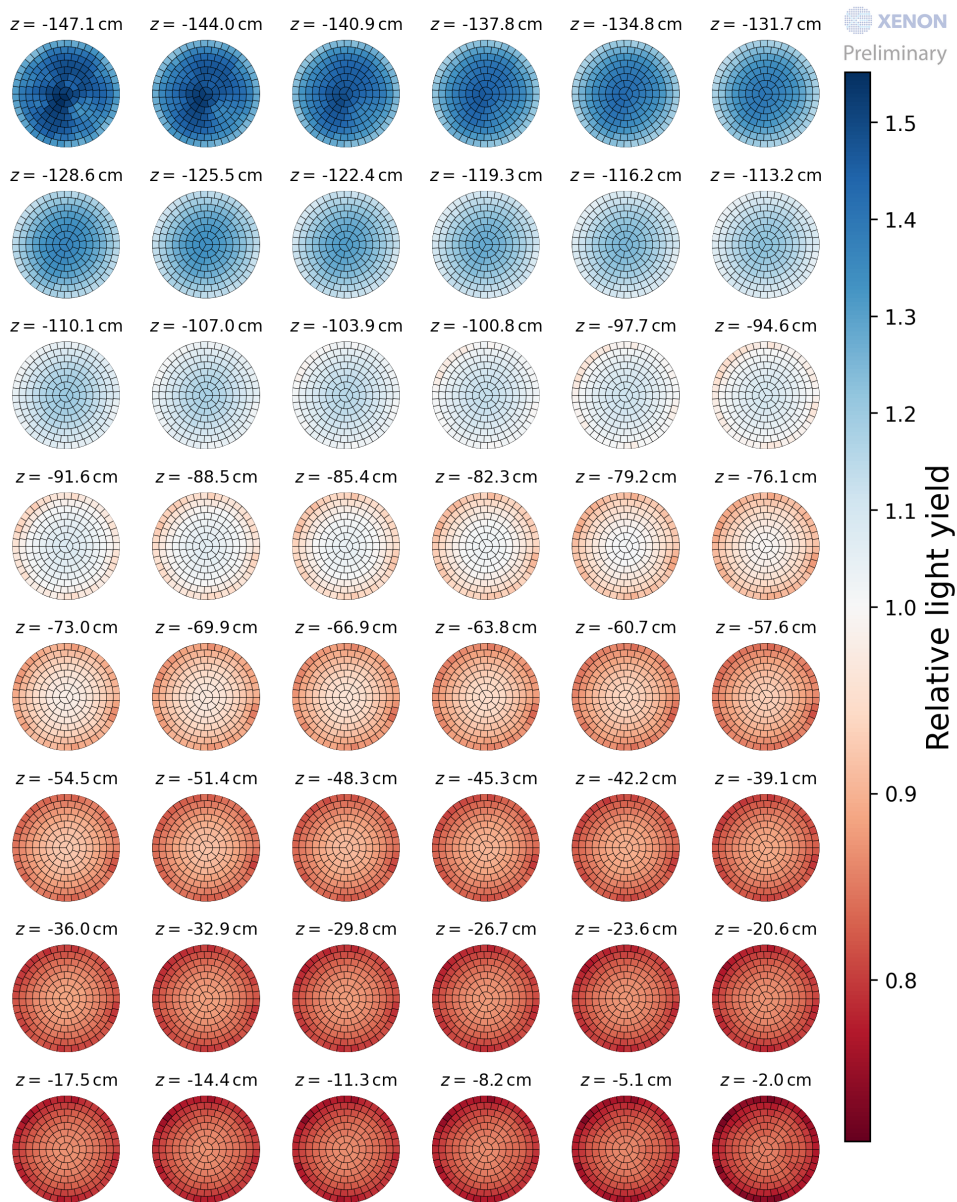 XENON
Preliminary
z = -147.1 cm z = -144.0 cm z = -140.9 cm z = -137.8 cm z = -134.8 cm z = -131.7 cm
z = -128.6 cm z = -125.5 cm z = -122.4 cm z = -119.3 cm z = -116.2 cm z = -113.2 cm
z = -110.1 cm z = -107.0 cm z = -103.9 cm z = -100.8 cm z = -97.7 cm z = -94.6 cm
z = -91.6 cm z = -88.5 cm z = -85.4 cm z = -82.3 cm z = -79.2 cm z = -76.1 cm
z = -73.0 cm z = -69.9 cm z = -66.9 cm z = -63.8 cm z = -60.7 cm z = -57.6 cm
z = -54.5 cm z = -51.4 cm z = -48.3 cm z = -45.3 cm z = -42.2 cm z = -39.1 cm
z = -36.0 cm z = -32.9 cm z = -29.8 cm z = -26.7 cm z = -23.6 cm z = -20.6 cm
z = -17.5 cm z = -14.4 cm z = -11.3 cm z = -8.2 cm z = -5.1 cm z = -2.0 cm
1.5
1.4
1.3
1.2
1.1
1.0
0.9
0.8
Relative light yield